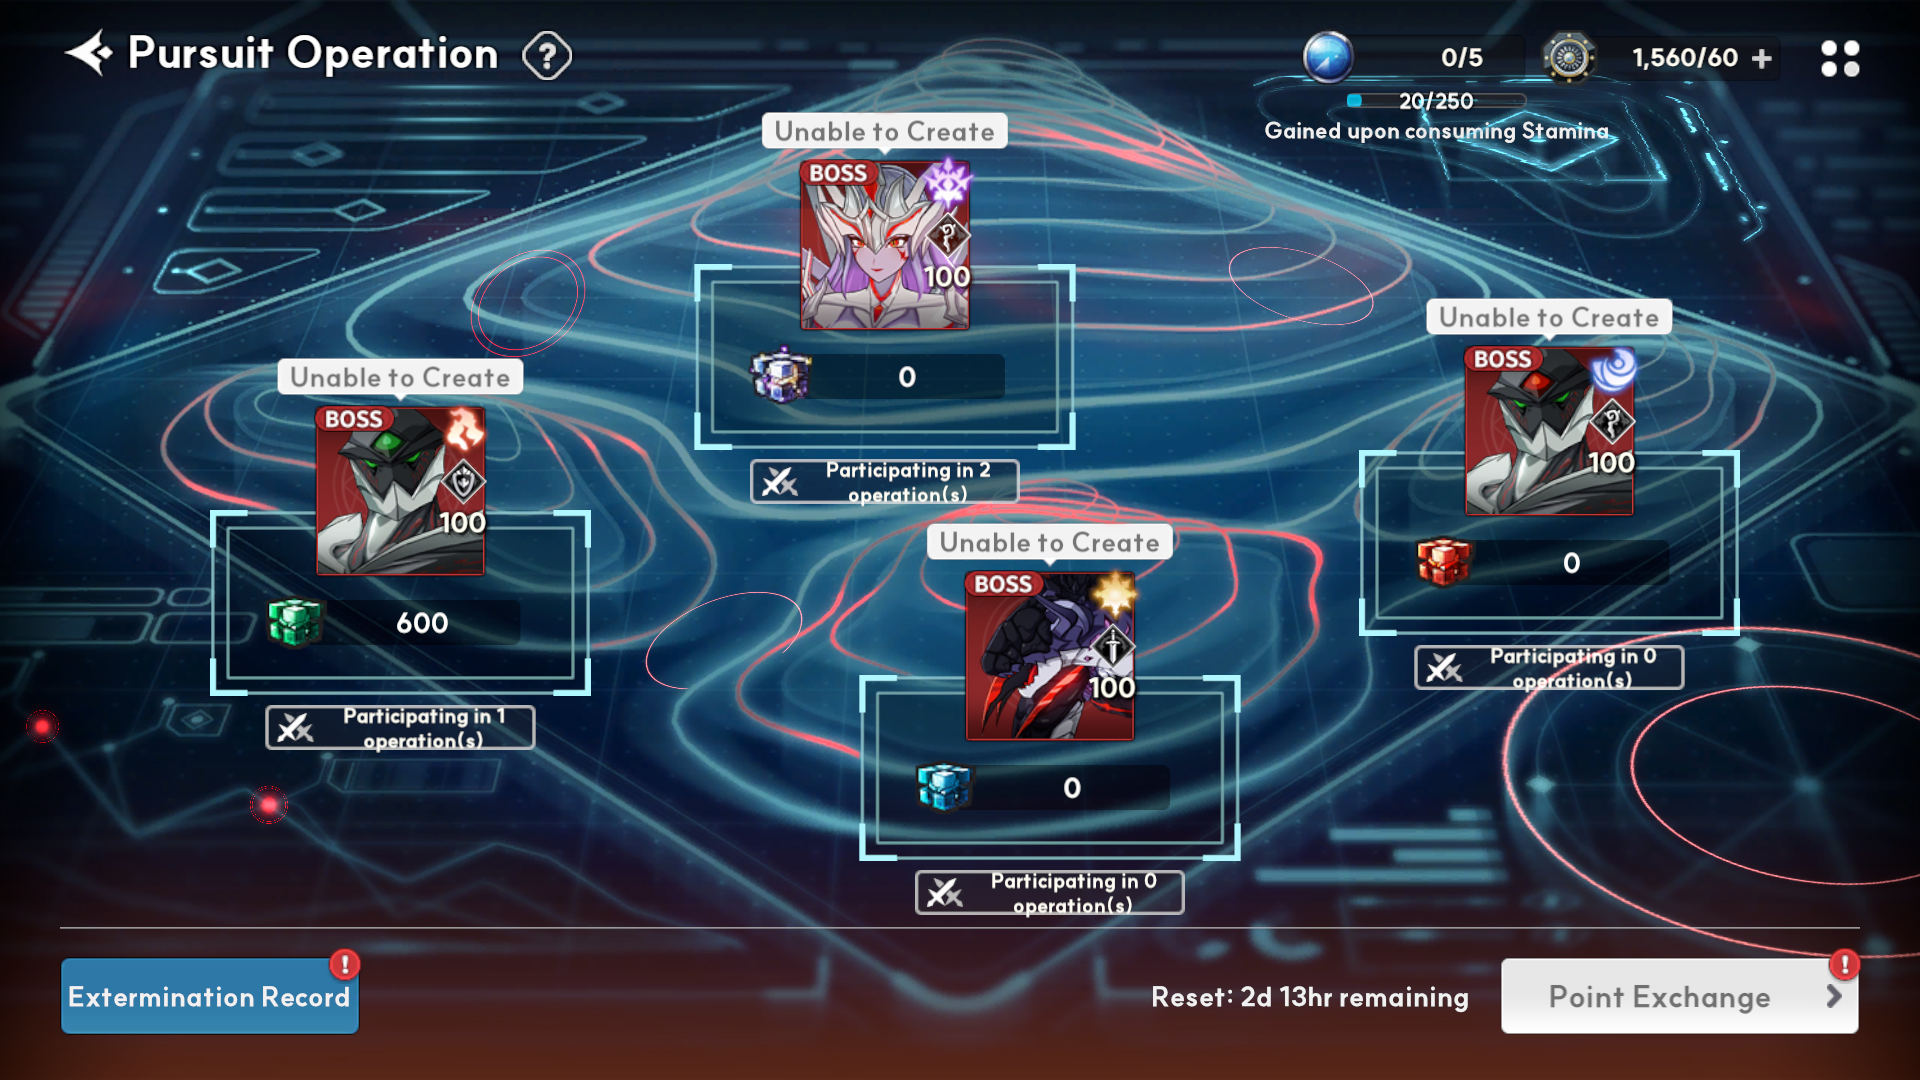 Pursuit Operation
?
0/5
1,560/60
20/250
Gained upon consuming Stamina
Unable to Create
BOSS
100
0
Participating in 2
operation(s)
Unable to Create
BOSS
100
0
Participating in 0
operation(s)
Unable to Create
BOSS
100
600
Participating in 1
operation(s)
Unable to Create
BOSS
100
0
Participating in 0
operation(s)
Extermination Record
!
Reset: 2d 13hr remaining
Point Exchange
!